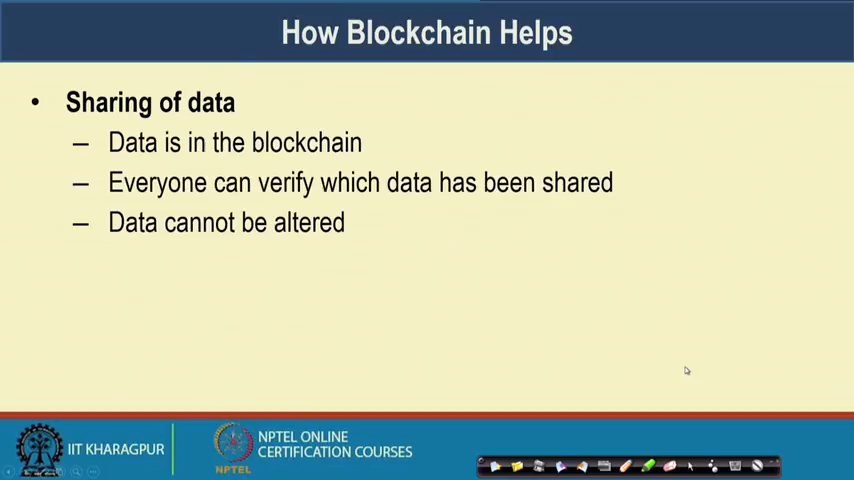 How Blockchain Helps
• Sharing of data
– Data is in the blockchain
– Everyone can verify which data has been shared
– Data cannot be altered
IIT KHARAGPUR
NPTEL
NPTEL ONLINE
CERTIFICATION COURSES